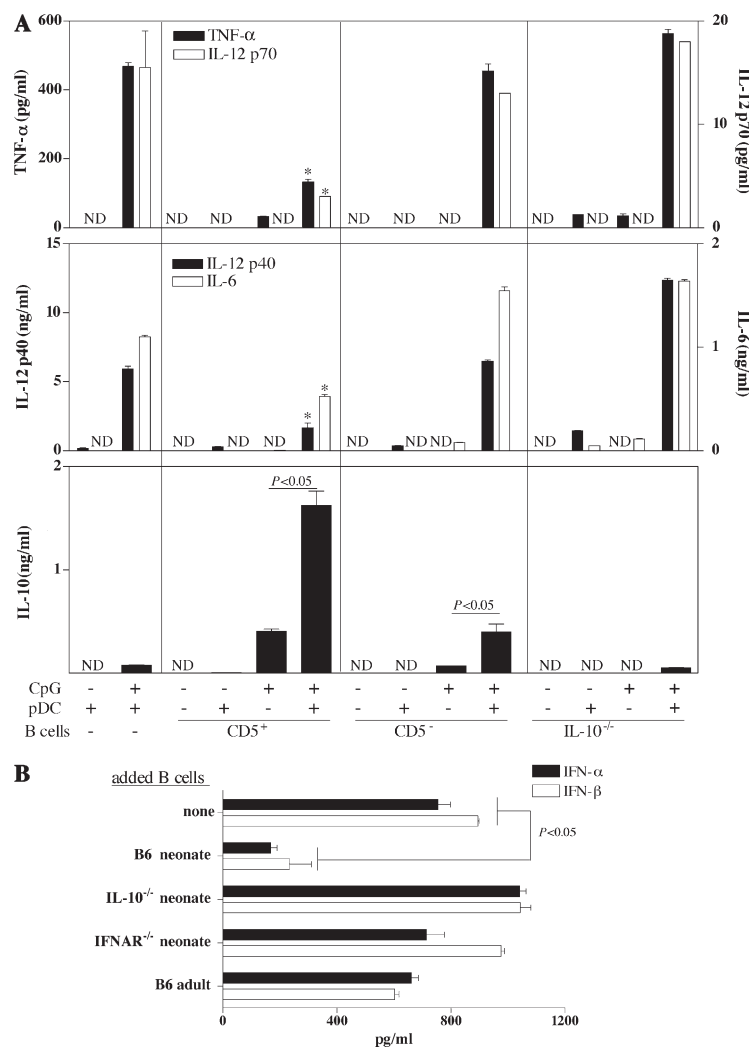 A
TNF-α
IL-12 p70
TNF-α (pg/ml)
600
400
200
0
20
10
0
IL-12 p70 (pg/ml)
* *
ND ND ND ND ND ND ND ND ND ND
IL-12 p40
IL-6
IL-12 p40 (ng/ml)
15
10
5
0
2
1
0
IL-6 (ng/ml)
* *
ND ND ND ND ND ND ND ND ND
IL-10 (ng/ml)
2
1
P<0.05
P<0.05
ND ND ND ND ND ND ND
CpG - + - - + + - - + + - - + +
pDC + + - + - + - + - + - + - +
B cells - - CD5+ CD5- IL-10-/-
B
added B cells
IFN-α
IFN-β
none
P<0.05
B6 neonate
IL-10-/- neonate
IFNAR-/- neonate
B6 adult
0 400 800 1200
pg/ml